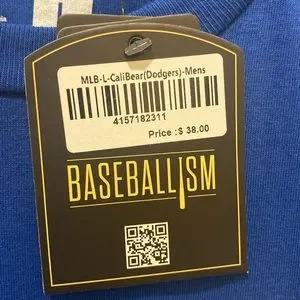 MLB-L-CaliBear(Dodgers)-Mens
4157182311
Price :$ 38.00
BASEBALLISM